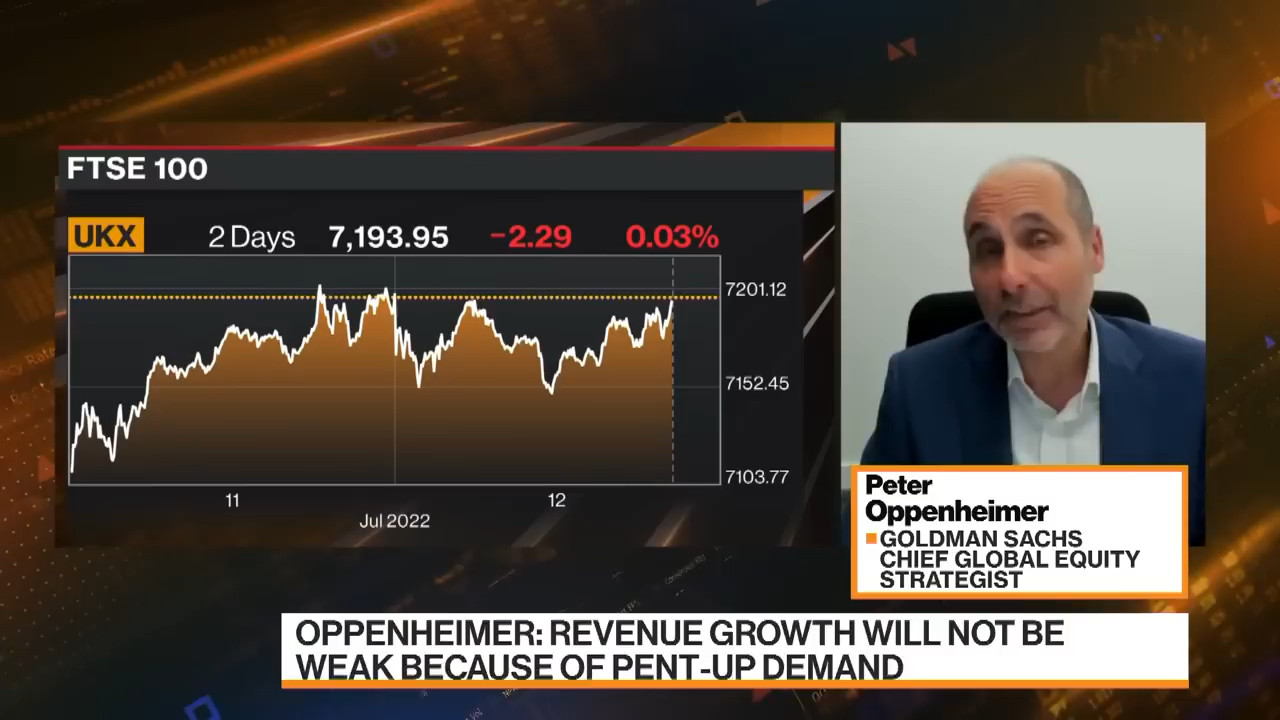 FTSE 100
UKX 2 Days 7,193.95 −2.29 0.03%
7201.12
7152.45
7103.77
11 12
Jul 2022
Peter
Oppenheimer
GOLDMAN SACHS
CHIEF GLOBAL EQUITY
STRATEGIST
OPPENHEIMER: REVENUE GROWTH WILL NOT BE
WEAK BECAUSE OF PENT-UP DEMAND